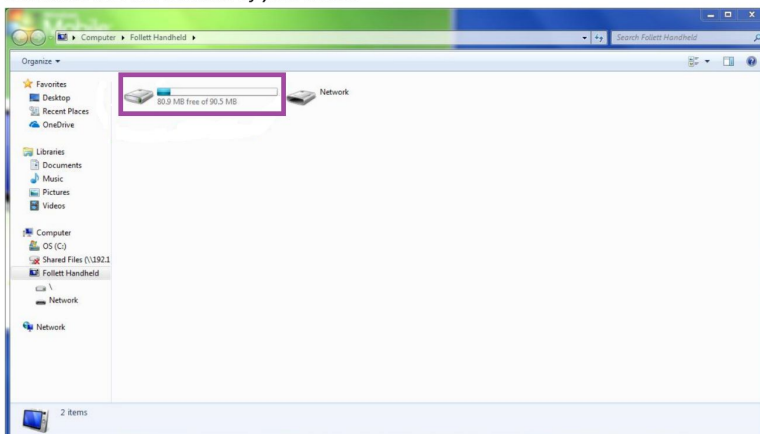 Computer ▸ Follett Handheld ▸
Search Follett Handheld
Organize ▾
Favorites
Desktop
Recent Places
OneDrive
Libraries
Documents
Music
Pictures
Videos
Computer
OS (C:)
Shared Files (\\192.1
Follett Handheld
\
Network
Network
80.9 MB free of 90.5 MB
Network
2 items